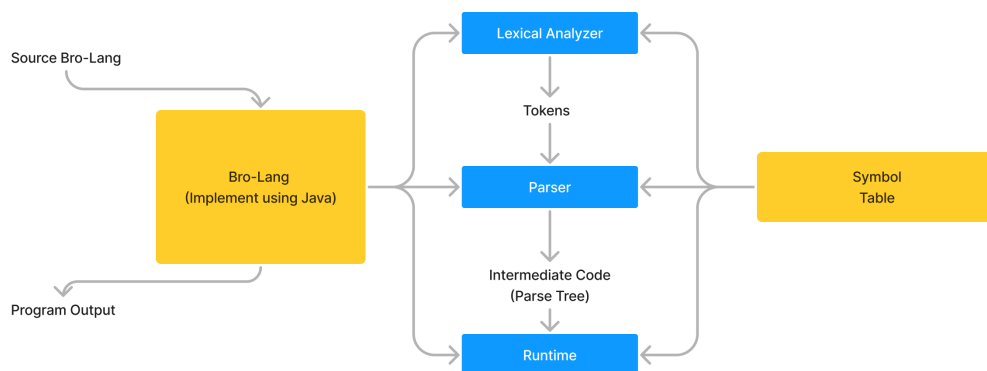 Lexical Analyzer
Source Bro-Lang
Tokens
Bro-Lang
(Implement using Java)
Parser
Symbol
Table
Intermediate Code
(Parse Tree)
Program Output
Runtime